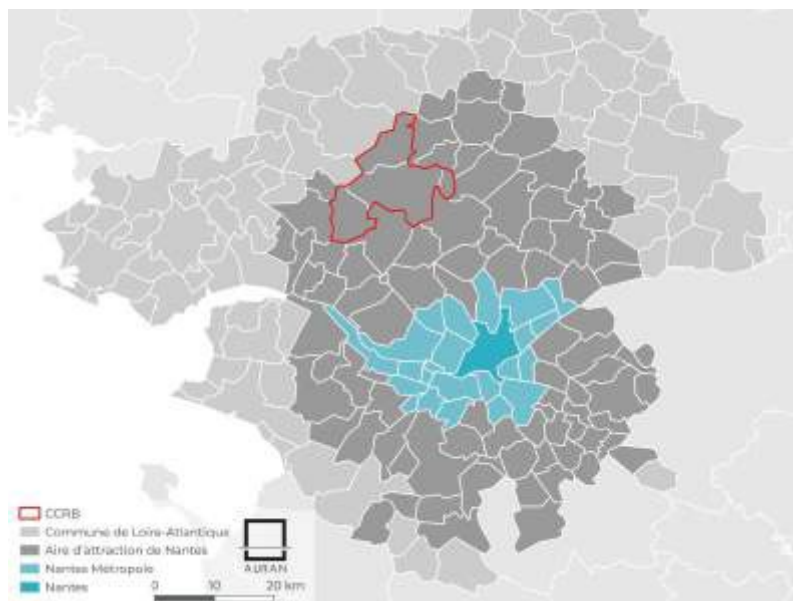 CCRB
Commune de Loire-Atlantique
Aire d'attraction de Nantes
Nantes Métropole
Nantes
AURAN
0 10 20 km